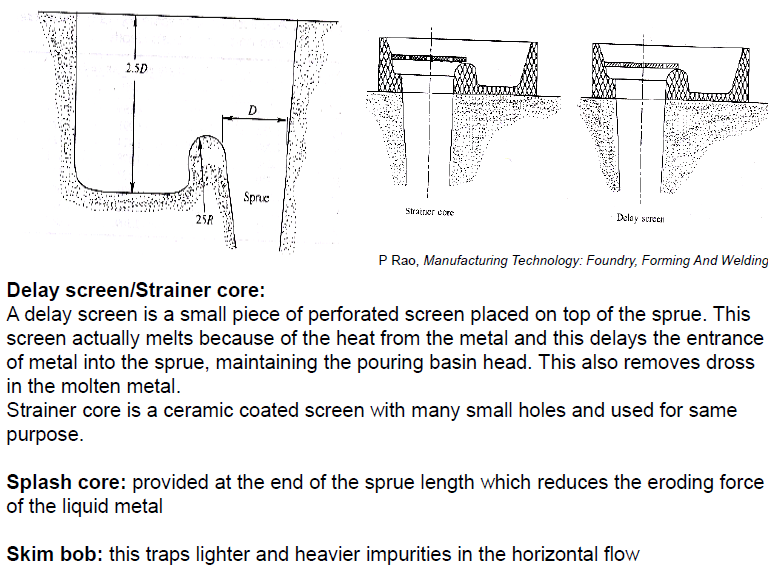 2.5D
D
Sprue
25R
Strainer core
Delay screen
P Rao, Manufacturing Technology: Foundry, Forming And Welding
Delay screen/Strainer core:
A delay screen is a small piece of perforated screen placed on top of the sprue. This
screen actually melts because of the heat from the metal and this delays the entrance
of metal into the sprue, maintaining the pouring basin head. This also removes dross
in the molten metal.
Strainer core is a ceramic coated screen with many small holes and used for same
purpose.
Splash core: provided at the end of the sprue length which reduces the eroding force
of the liquid metal
Skim bob: this traps lighter and heavier impurities in the horizontal flow